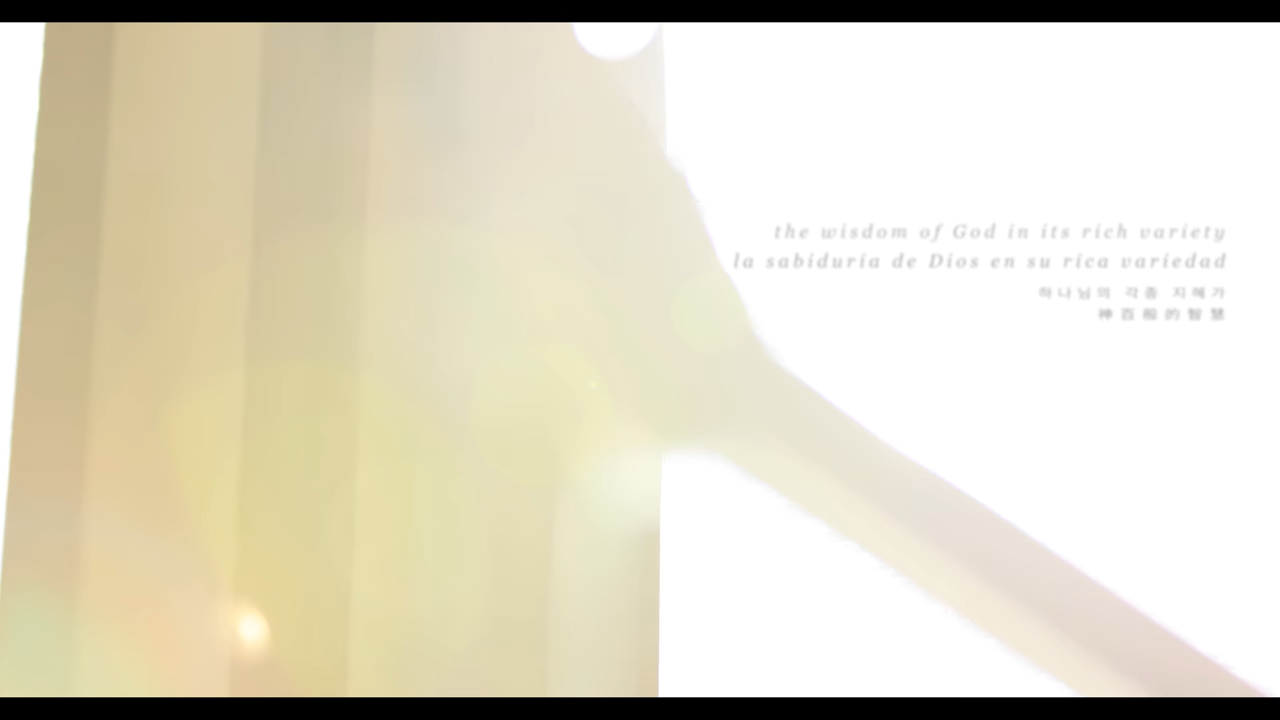 the wisdom of God in its rich variety
la sabiduría de Dios en su rica variedad
하나님의 각종 지혜가
神百般的智慧